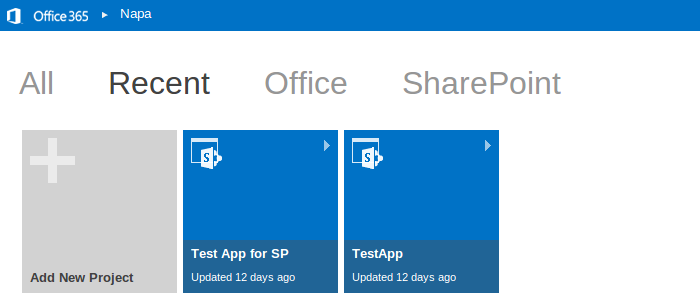 Office 365 ▸ Napa
All Recent Office SharePoint
Add New Project
Test App for SP
Updated 12 days ago
TestApp
Updated 12 days ago